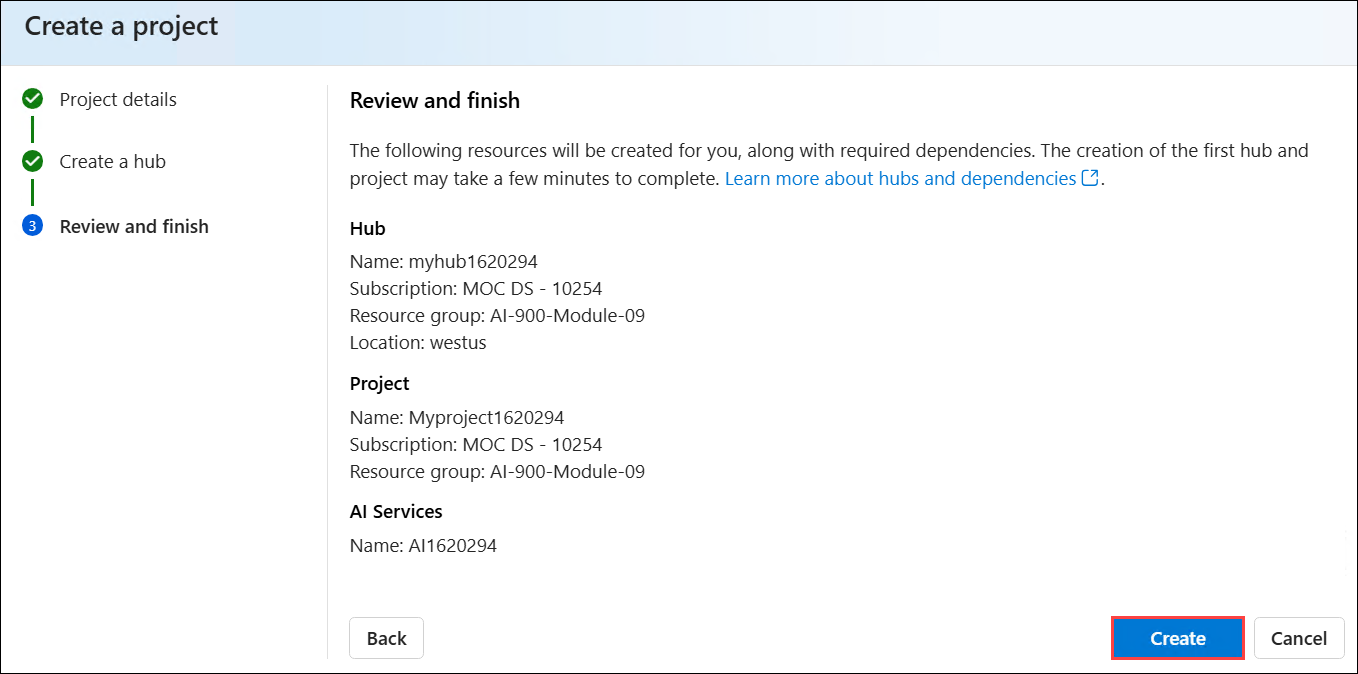 Create a project
Project details
Create a hub
3 Review and finish
Review and finish
The following resources will be created for you, along with required dependencies. The creation of the first hub and
project may take a few minutes to complete. Learn more about hubs and dependencies.
Hub
Name: myhub1620294
Subscription: MOC DS - 10254
Resource group: AI-900-Module-09
Location: westus
Project
Name: Myproject1620294
Subscription: MOC DS - 10254
Resource group: AI-900-Module-09
AI Services
Name: AI1620294
Back
Create
Cancel